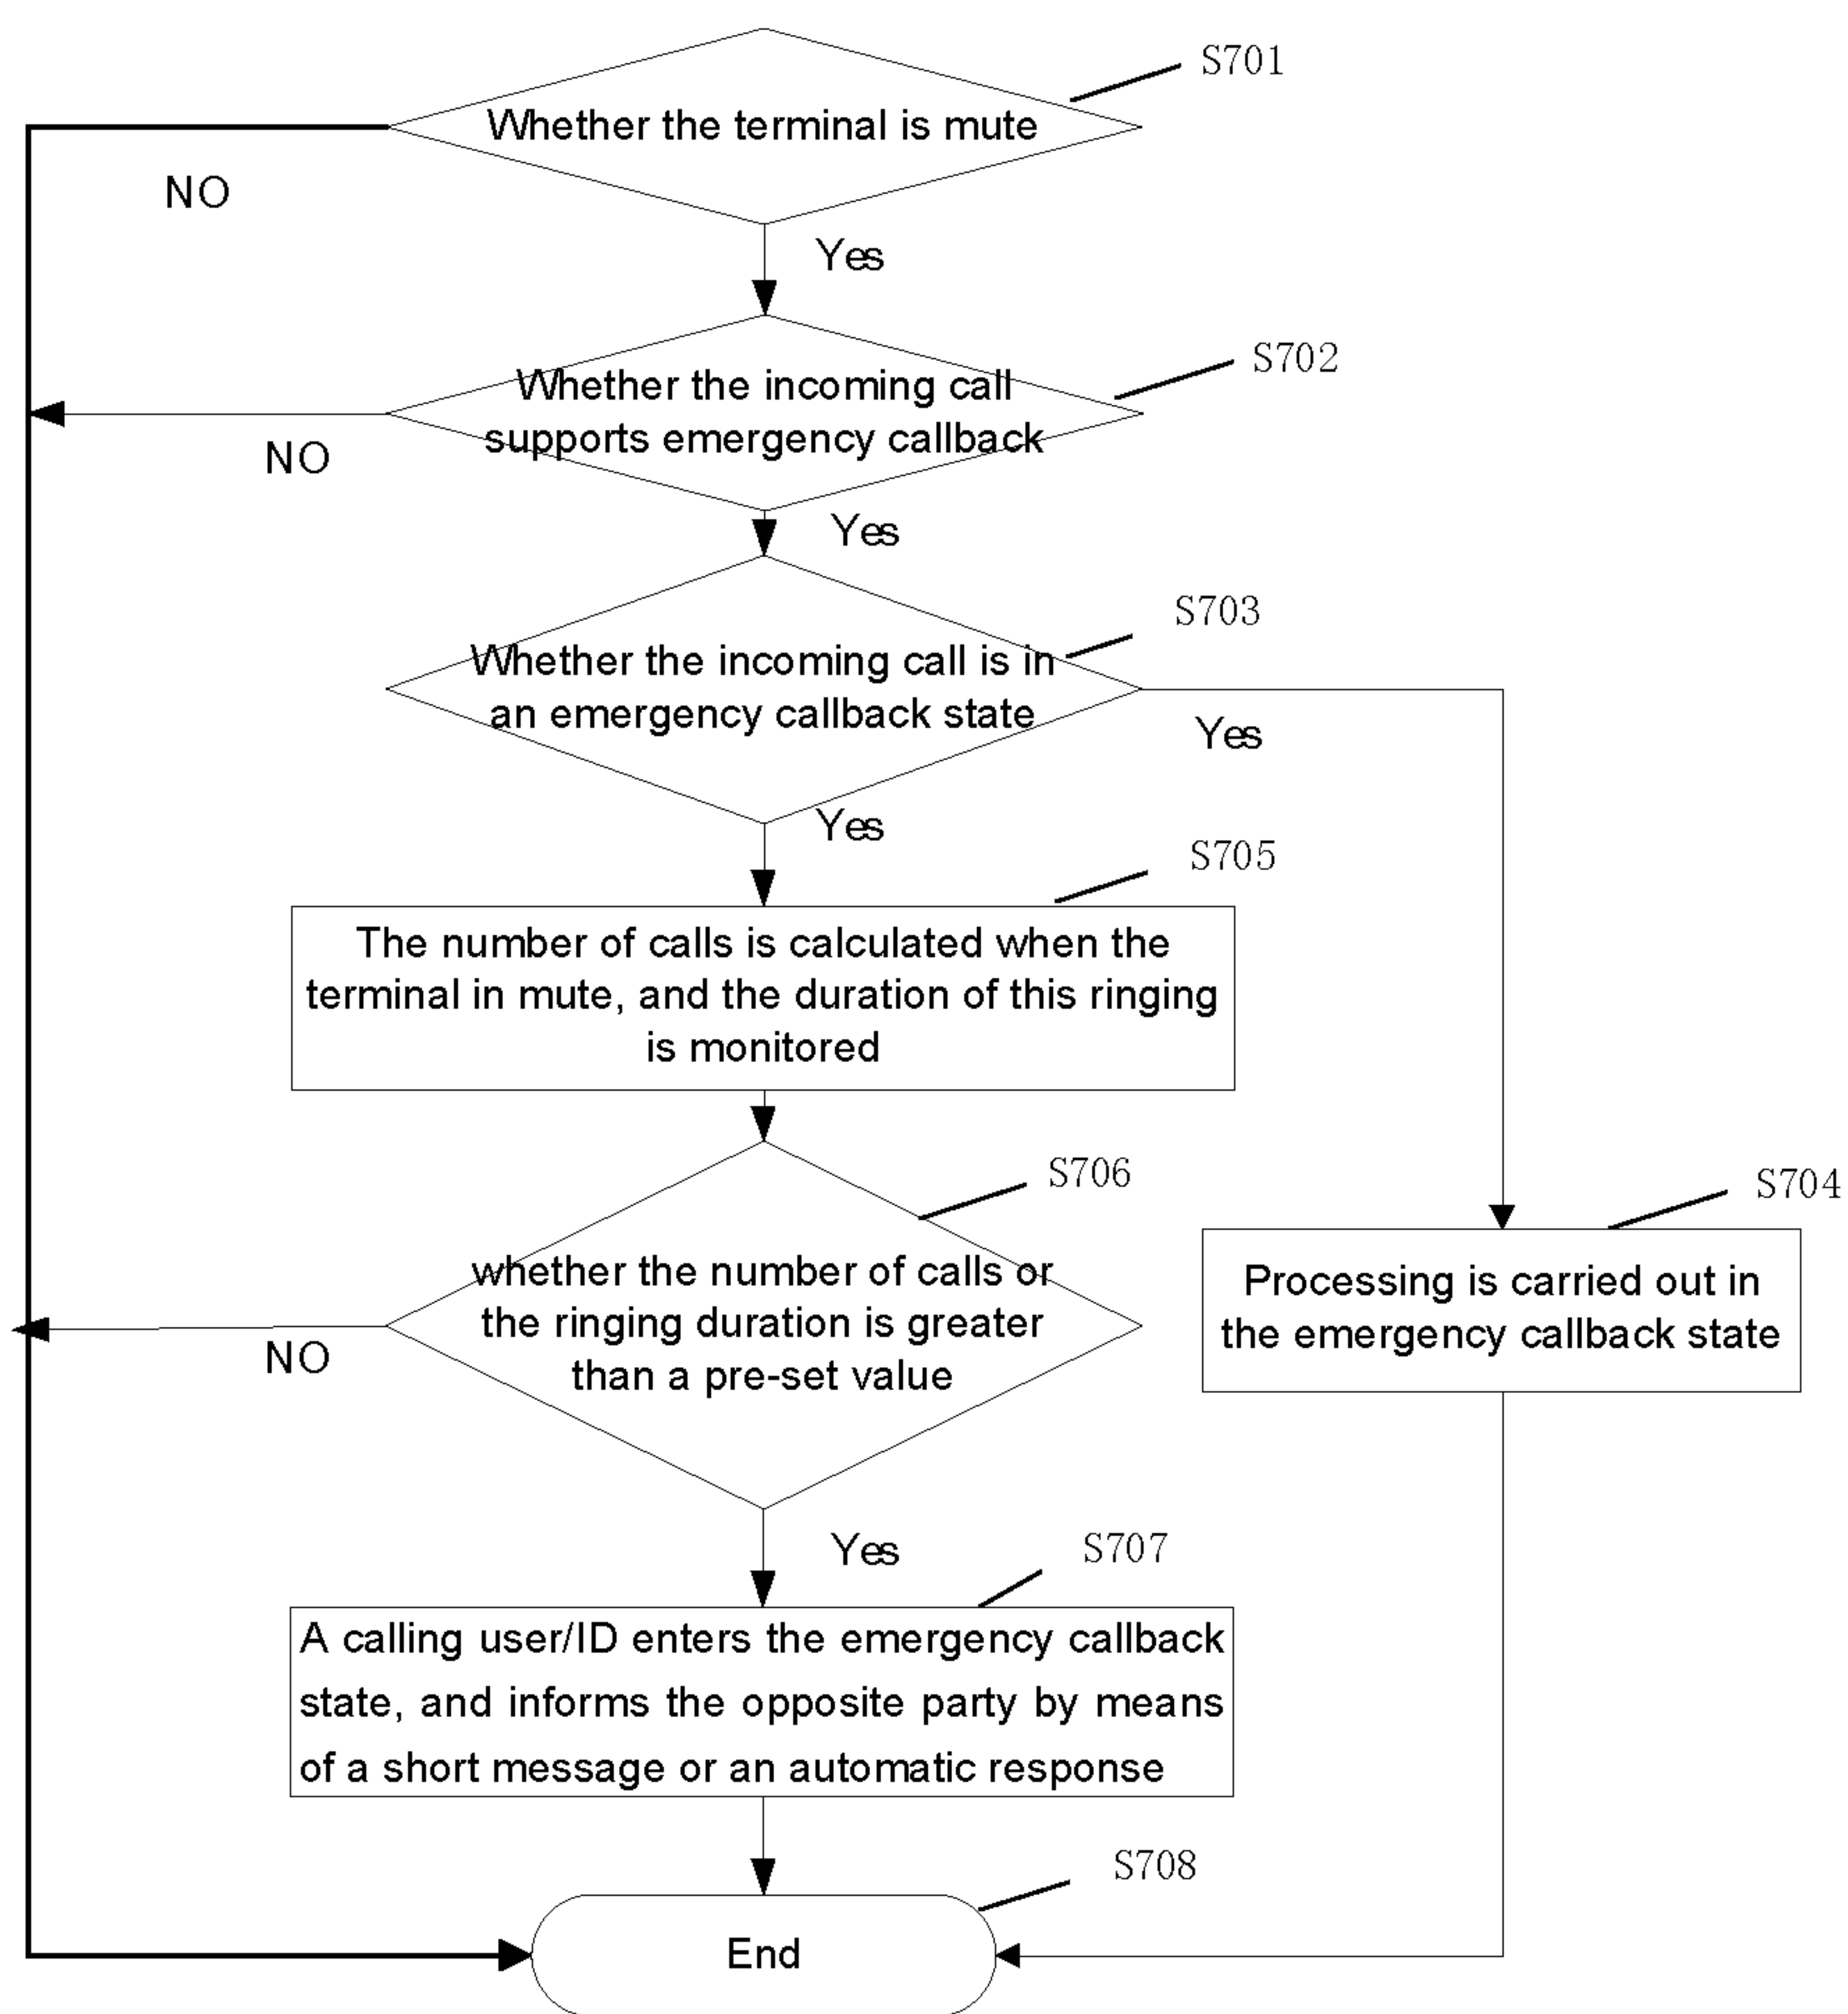 S701
Whether the terminal is mute
NO
Yes
S702
Whether the incoming call
supports emergency callback
NO
Yes
S703
Whether the incoming call is in
an emergency callback state
Yes
Yes
S705
The number of calls is calculated when the
terminal in mute, and the duration of this ringing
is monitored
S706
S704
whether the number of calls or
the ringing duration is greater
than a pre-set value
Processing is carried out in
the emergency callback state
NO
Yes
S707
A calling user/ID enters the emergency callback
state, and informs the opposite party by means
of a short message or an automatic response
S708
End